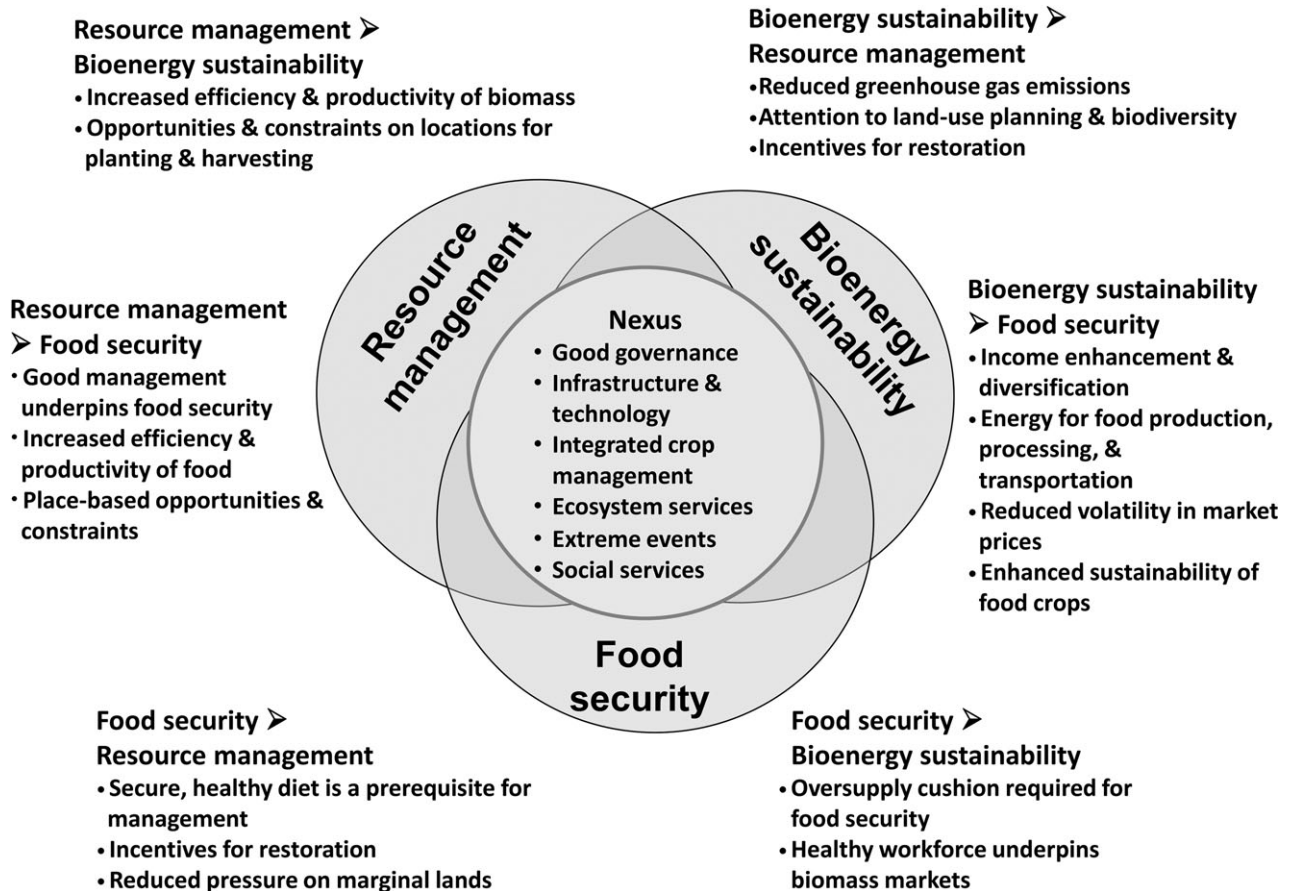 Resource management ➢
Bioenergy sustainability
• Increased efficiency & productivity of biomass
• Opportunities & constraints on locations for
planting & harvesting
Bioenergy sustainability ➢
Resource management
• Reduced greenhouse gas emissions
• Attention to land-use planning & biodiversity
• Incentives for restoration
Resource
management
Bioenergy
sustainability
Resource management
➢ Food security
• Good management
underpins food security
• Increased efficiency &
productivity of food
• Place-based opportunities &
constraints
Nexus
• Good governance
• Infrastructure &
technology
• Integrated crop
management
• Ecosystem services
• Extreme events
• Social services
Bioenergy sustainability
➢ Food security
• Income enhancement &
diversification
• Energy for food production,
processing, &
transportation
• Reduced volatility in market
prices
• Enhanced sustainability of
food crops
Food
security
Food security ➢
Resource management
• Secure, healthy diet is a prerequisite for
management
• Incentives for restoration
• Reduced pressure on marginal lands
Food security ➢
Bioenergy sustainability
• Oversupply cushion required for
food security
• Healthy workforce underpins
biomass markets